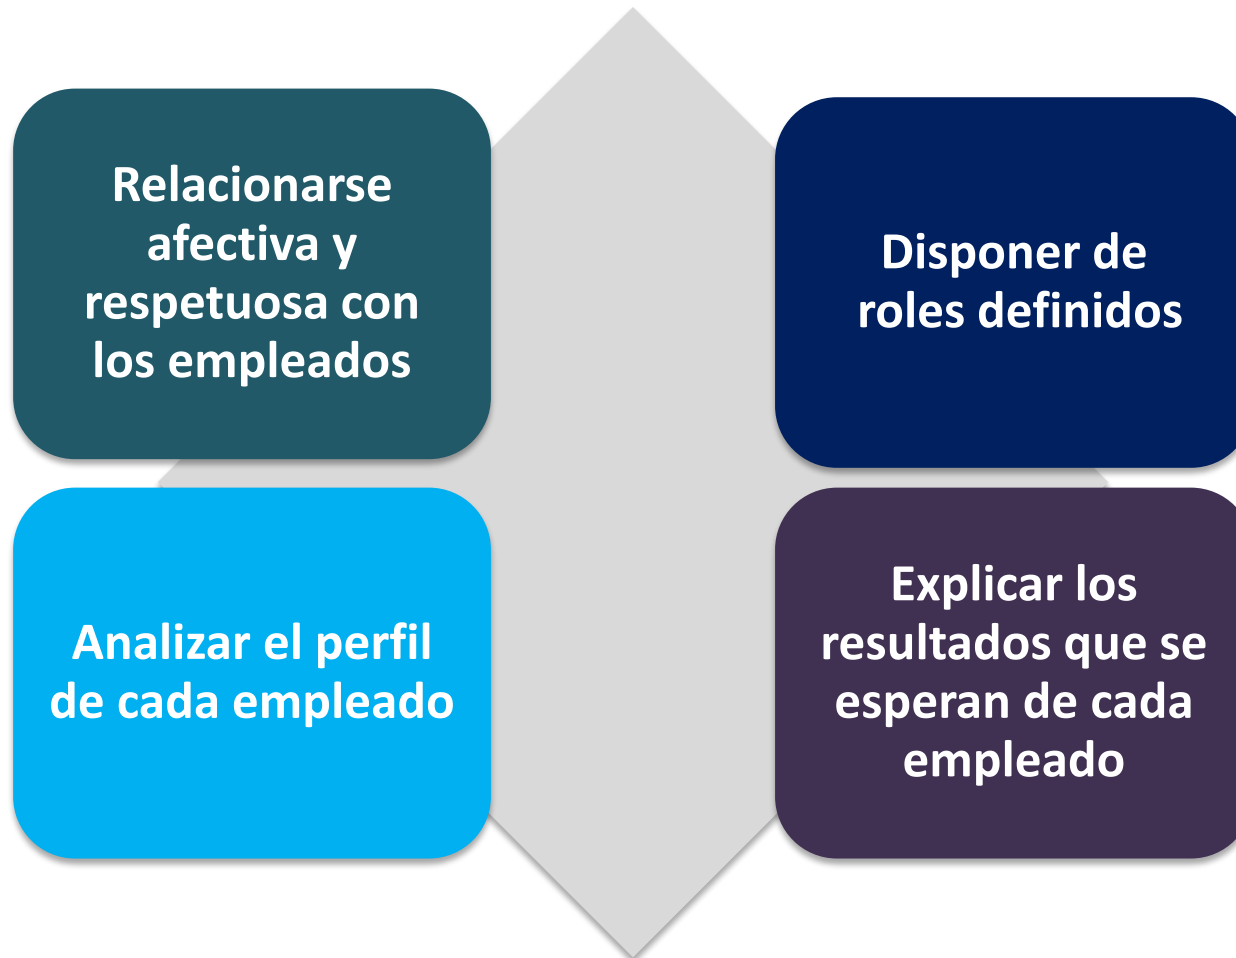 Relacionarse
afectiva y
respetuosa con
los empleados
Disponer de
roles definidos
Analizar el perfil
de cada empleado
Explicar los
resultados que se
esperan de cada
empleado